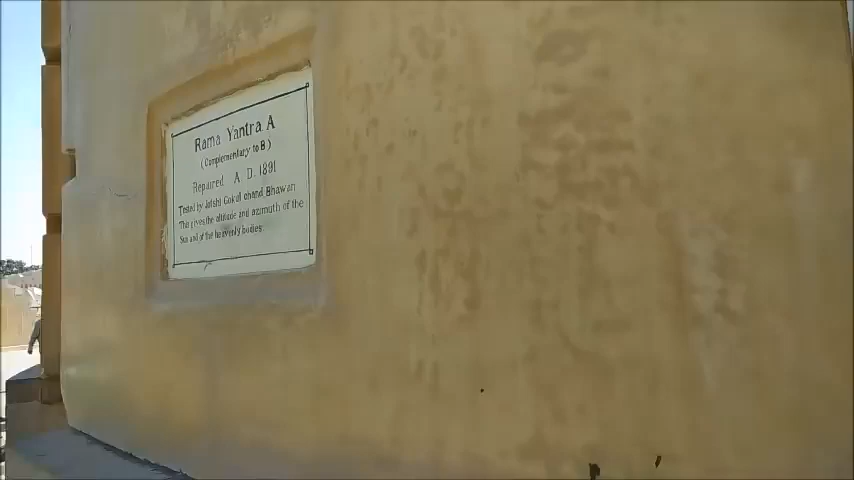 Rama Yantra A
(Complementary to B)
Repaired A. D. 1891
Tested by Jotshi Gokul chand Bhawan
This gives the altitude and azimuth of the
Sun and of the heavenly bodies.